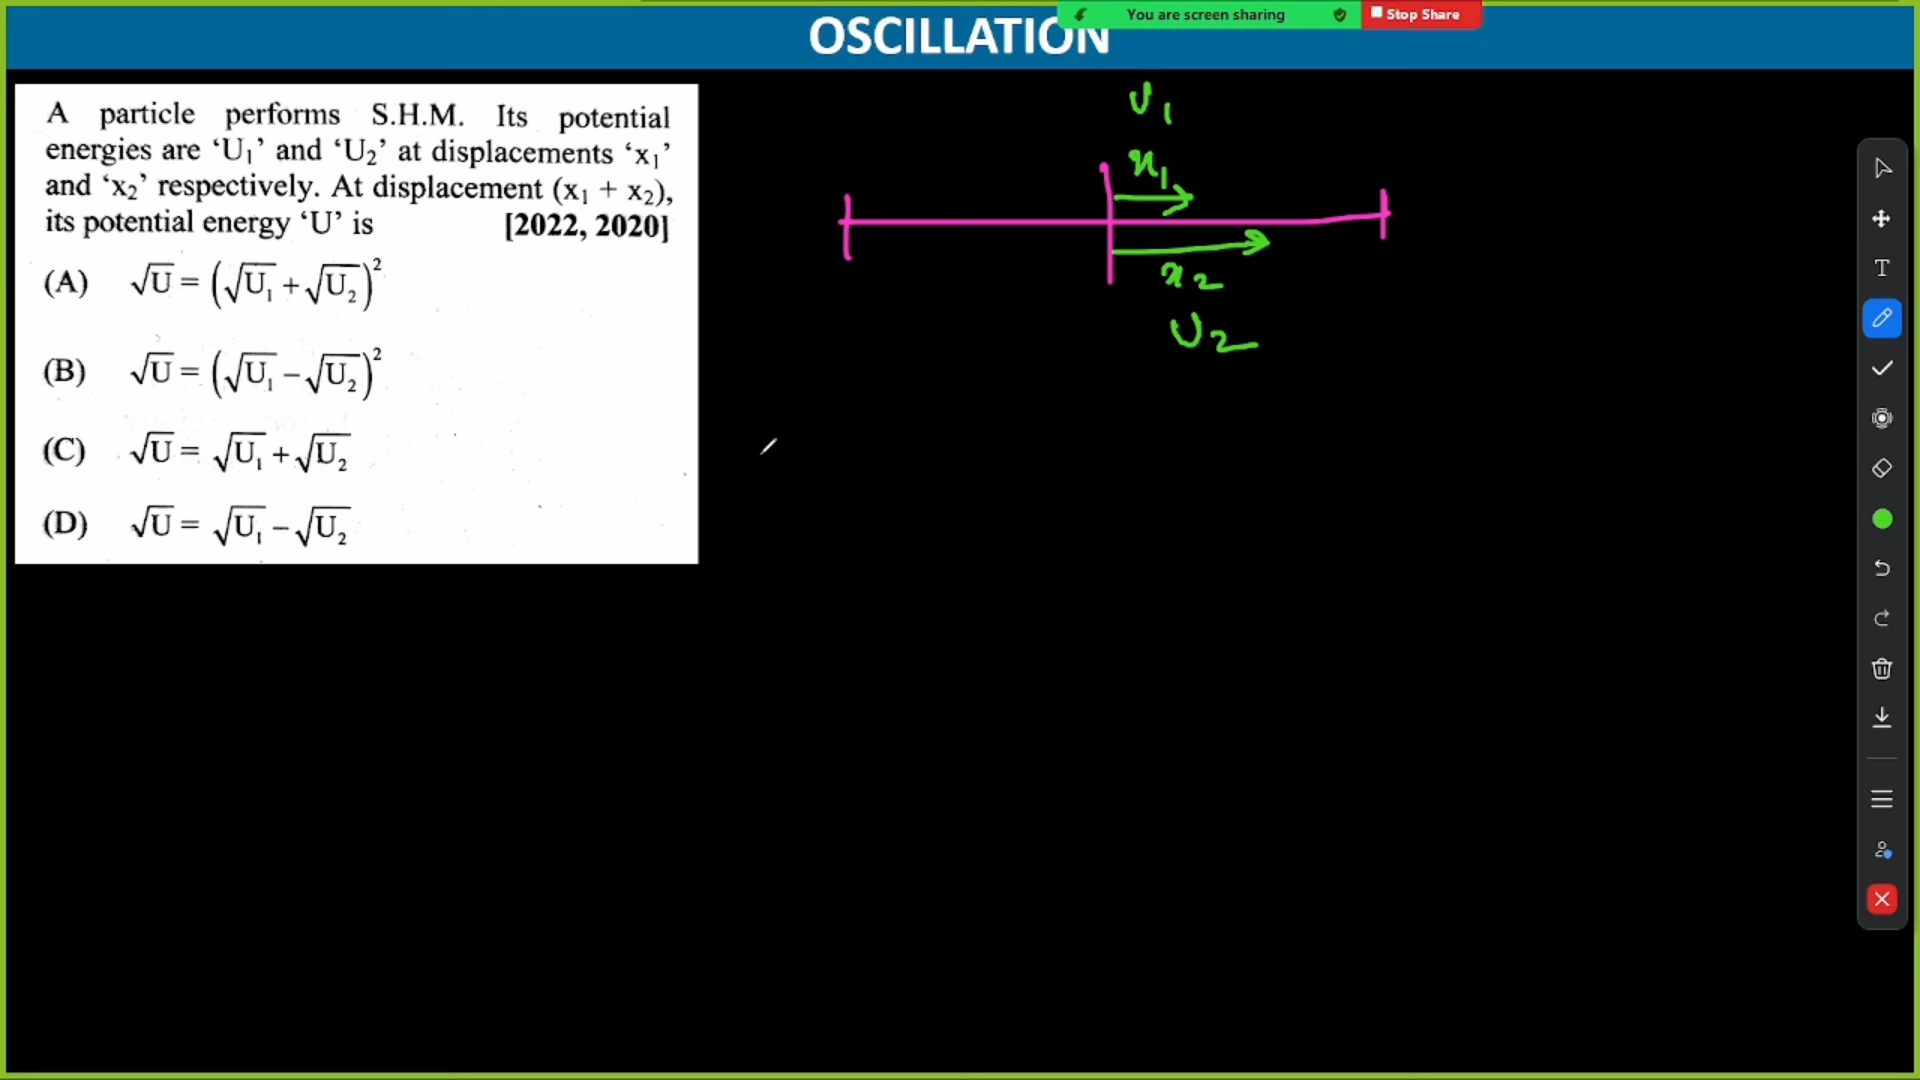 You are screen sharing
Stop Share
OSCILLATION
A particle performs S.H.M. Its potential
energies are ‘U₁’ and ‘U₂’ at displacements ‘x₁’
and ‘x₂’ respectively. At displacement (x₁ + x₂),
its potential energy ‘U’ is [2022, 2020]
(A) √U = (√U₁ + √U₂)²
(B) √U = (√U₁ − √U₂)²
(C) √U = √U₁ + √U₂
(D) √U = √U₁ − √U₂
U₁
x₁
x₂
U₂
T